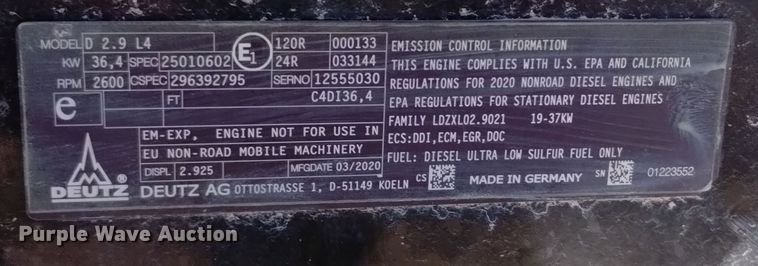 MODEL D 2.9 L4 E1 120R 000133
KW 36,4 SPEC 25010602 24R 033144
RPM 2600 CSPEC 296392795 SERNO 12555030
e FT C4DI36,4
EM-EXP, ENGINE NOT FOR USE IN
EU NON-ROAD MOBILE MACHINERY
DISPL 2.925 MFGDATE 03/2020
DEUTZ DEUTZ AG OTTOSTRASSE 1, D-51149 KOELN
EMISSION CONTROL INFORMATION
THIS ENGINE COMPLIES WITH U.S. EPA AND CALIFORNIA
REGULATIONS FOR 2020 NONROAD DIESEL ENGINES AND
EPA REGULATIONS FOR STATIONARY DIESEL ENGINES
FAMILY LDZXL02.9021 19-37KW
ECS:DDI,ECM,EGR,DOC
FUEL: DIESEL ULTRA LOW SULFUR FUEL ONLY
CS MADE IN GERMANY SN 01223552
Purple Wave Auction